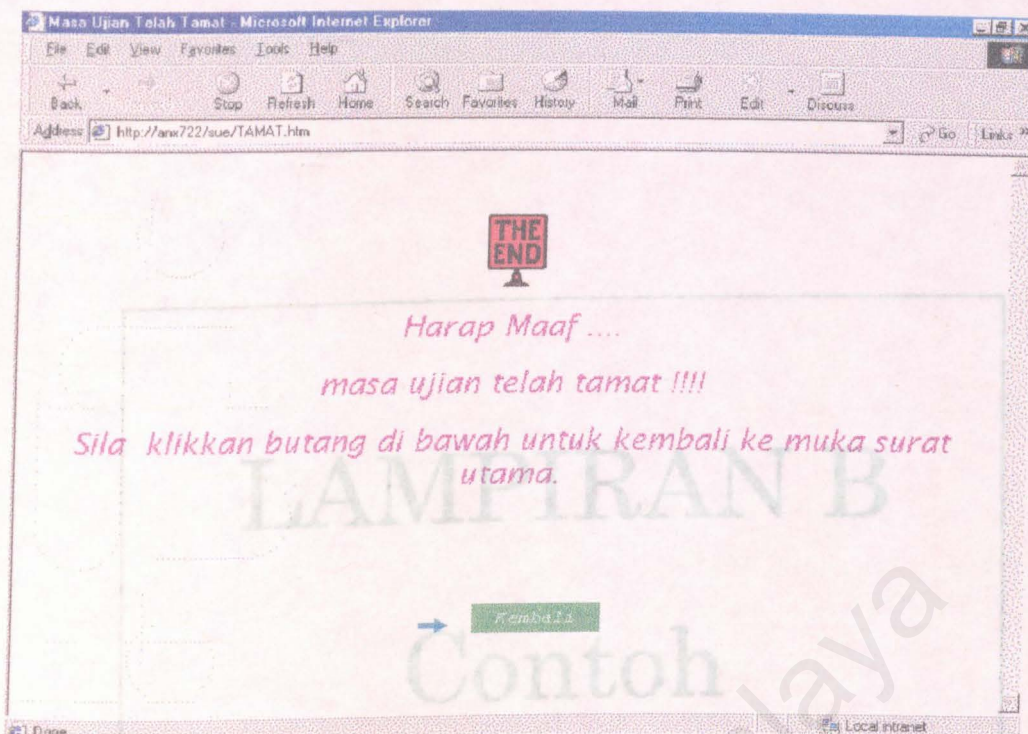 Masa Ujian Telah Tamat - Microsoft Internet Explorer
File Edit View Favorites Tools Help
Back Stop Refresh Home Search Favorites History Mail Print Edit Discuss
Address http://anx722/sue/TAMAT.htm Go Links »
THE
END
Harap Maaf ....
masa ujian telah tamat !!!!
Sila klikkan butang di bawah untuk kembali ke muka surat
utama.
LAMPIRAN B
Kembali
Contoh
laya
Done Local intranet